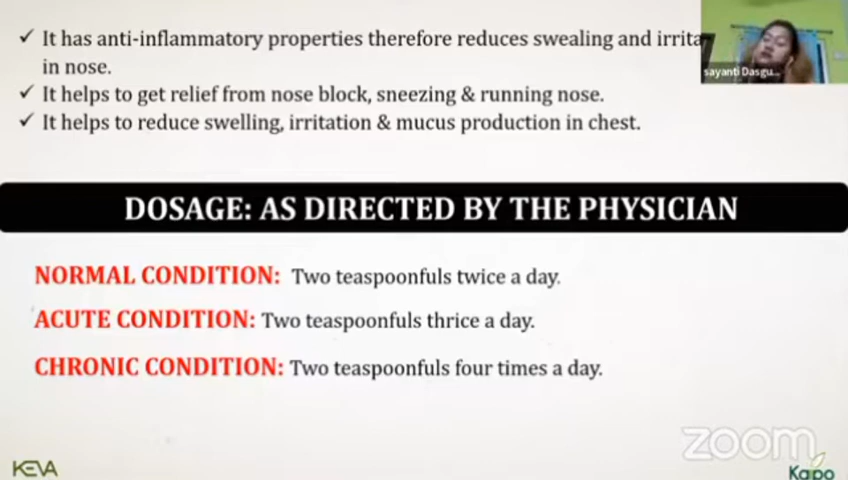 ✓ It has anti-inflammatory properties therefore reduces swealing and irrita
in nose.
✓ It helps to get relief from nose block, sneezing & running nose.
✓ It helps to reduce swelling, irritation & mucus production in chest.
sayanti Dasgu...
DOSAGE: AS DIRECTED BY THE PHYSICIAN
NORMAL CONDITION: Two teaspoonfuls twice a day.
ACUTE CONDITION: Two teaspoonfuls thrice a day.
CHRONIC CONDITION: Two teaspoonfuls four times a day.
zoom
KEVA